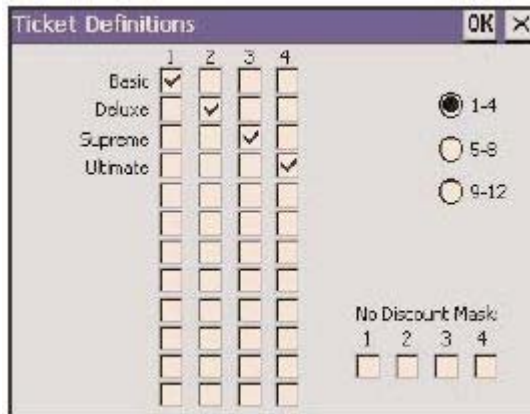 Ticket Definitions OK ×
1 2 3 4
Basic
Deluxe
Supreme
Ultimate
1-4
5-8
9-12
No Discount Mask:
1 2 3 4